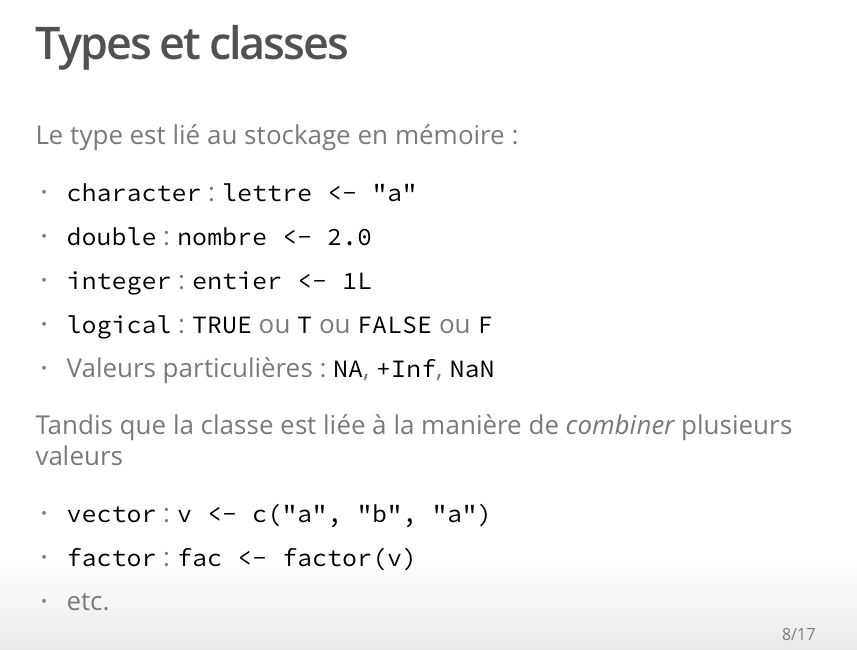 Types et classes
Le type est lié au stockage en mémoire :
· character : lettre <- "a"
· double : nombre <- 2.0
· integer : entier <- 1L
· logical : TRUE ou T ou FALSE ou F
· Valeurs particulières : NA, +Inf, NaN
Tandis que la classe est liée à la manière de combiner plusieurs
valeurs
· vector : v <- c("a", "b", "a")
· factor : fac <- factor(v)
· etc.
8/17